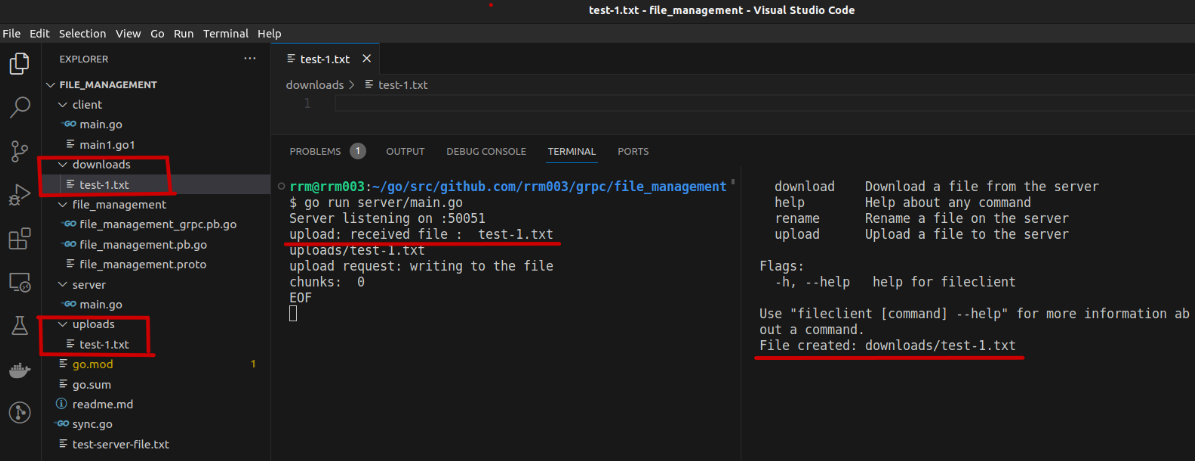 test-1.txt - file_management - Visual Studio Code
File Edit Selection View Go Run Terminal Help
EXPLORER
FILE_MANAGEMENT
client
GO main.go
main1.go1
downloads
test-1.txt
file_management
GO file_management_grpc.pb.go
GO file_management.pb.go
file_management.proto
server
GO main.go
uploads
test-1.txt
go.mod 1
go.sum
readme.md
GO sync.go
test-server-file.txt
test-1.txt
downloads > test-1.txt
1
PROBLEMS 1 OUTPUT DEBUG CONSOLE TERMINAL PORTS
rrm@rrm003:~/go/src/github.com/rrm003/grpc/file_management
$ go run server/main.go
Server listening on :50051
upload: received file :  test-1.txt
uploads/test-1.txt
upload request: writing to the file
chunks:  0
EOF
download    Download a file from the server
help        Help about any command
rename      Rename a file on the server
upload      Upload a file to the server
Flags:
-h, --help   help for fileclient
Use "fileclient [command] --help" for more information ab
out a command.
File created: downloads/test-1.txt